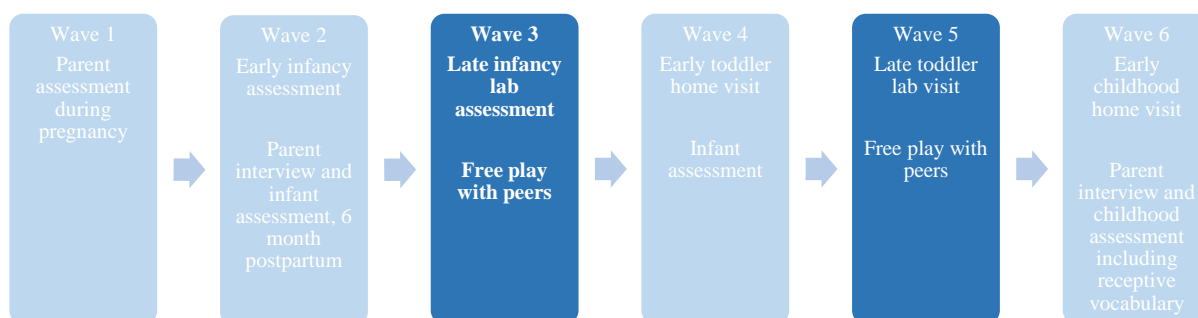 Wave 1
Parent
assessment
during
pregnancy
Wave 2
Early infancy
assessment
Parent
interview and
infant
assessment, 6
month
postpartum
Wave 3
Late infancy
lab
assessment
Free play
with peers
Wave 4
Early toddler
home visit
Infant
assessment
Wave 5
Late toddler
lab visit
Free play with
peers
Wave 6
Early
childhood
home visit
Parent
interview and
childhood
assessment
including
receptive
vocabulary